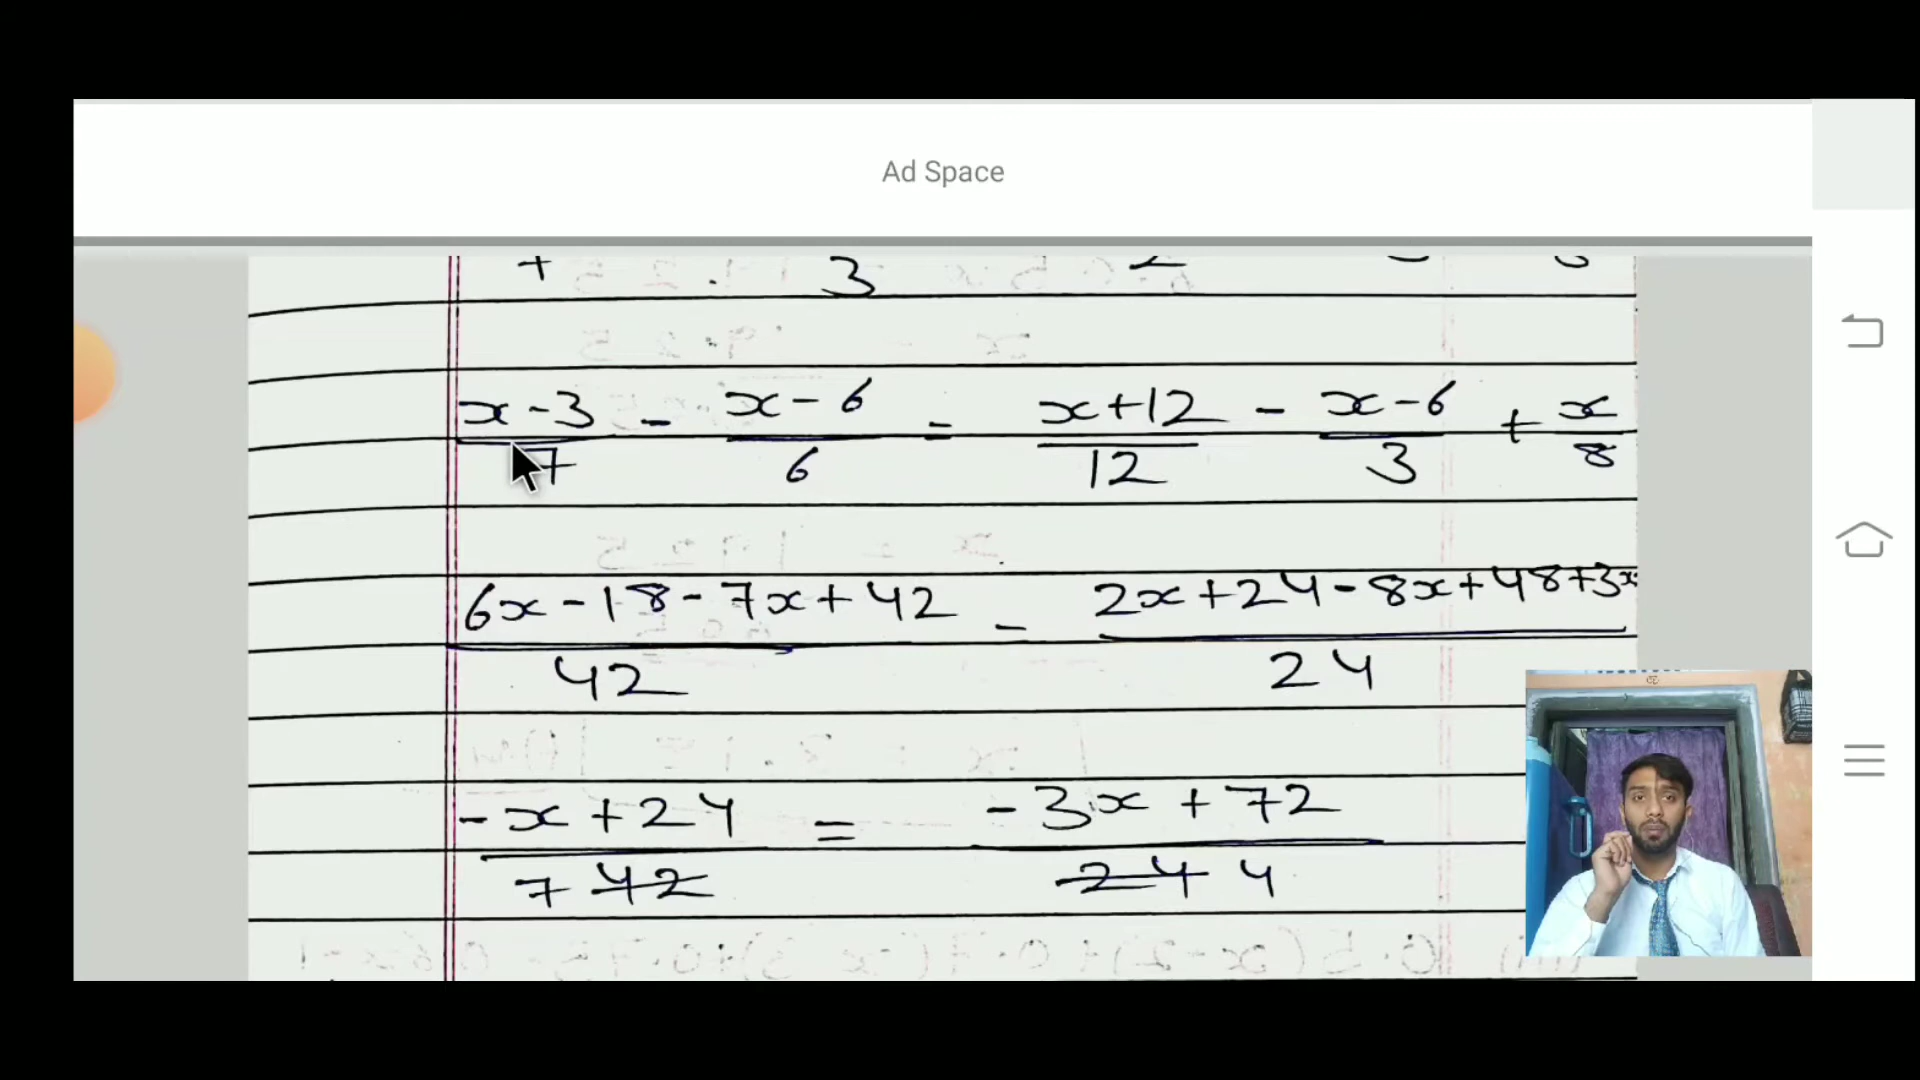 Ad Space
3
x-3/7 - x-6/6 = x+12/12 - x-6/3 + x/8
6x-18-7x+42/42 = 2x+24-8x+48+3x/24
-x+24/7 42 = -3x+72/24 4